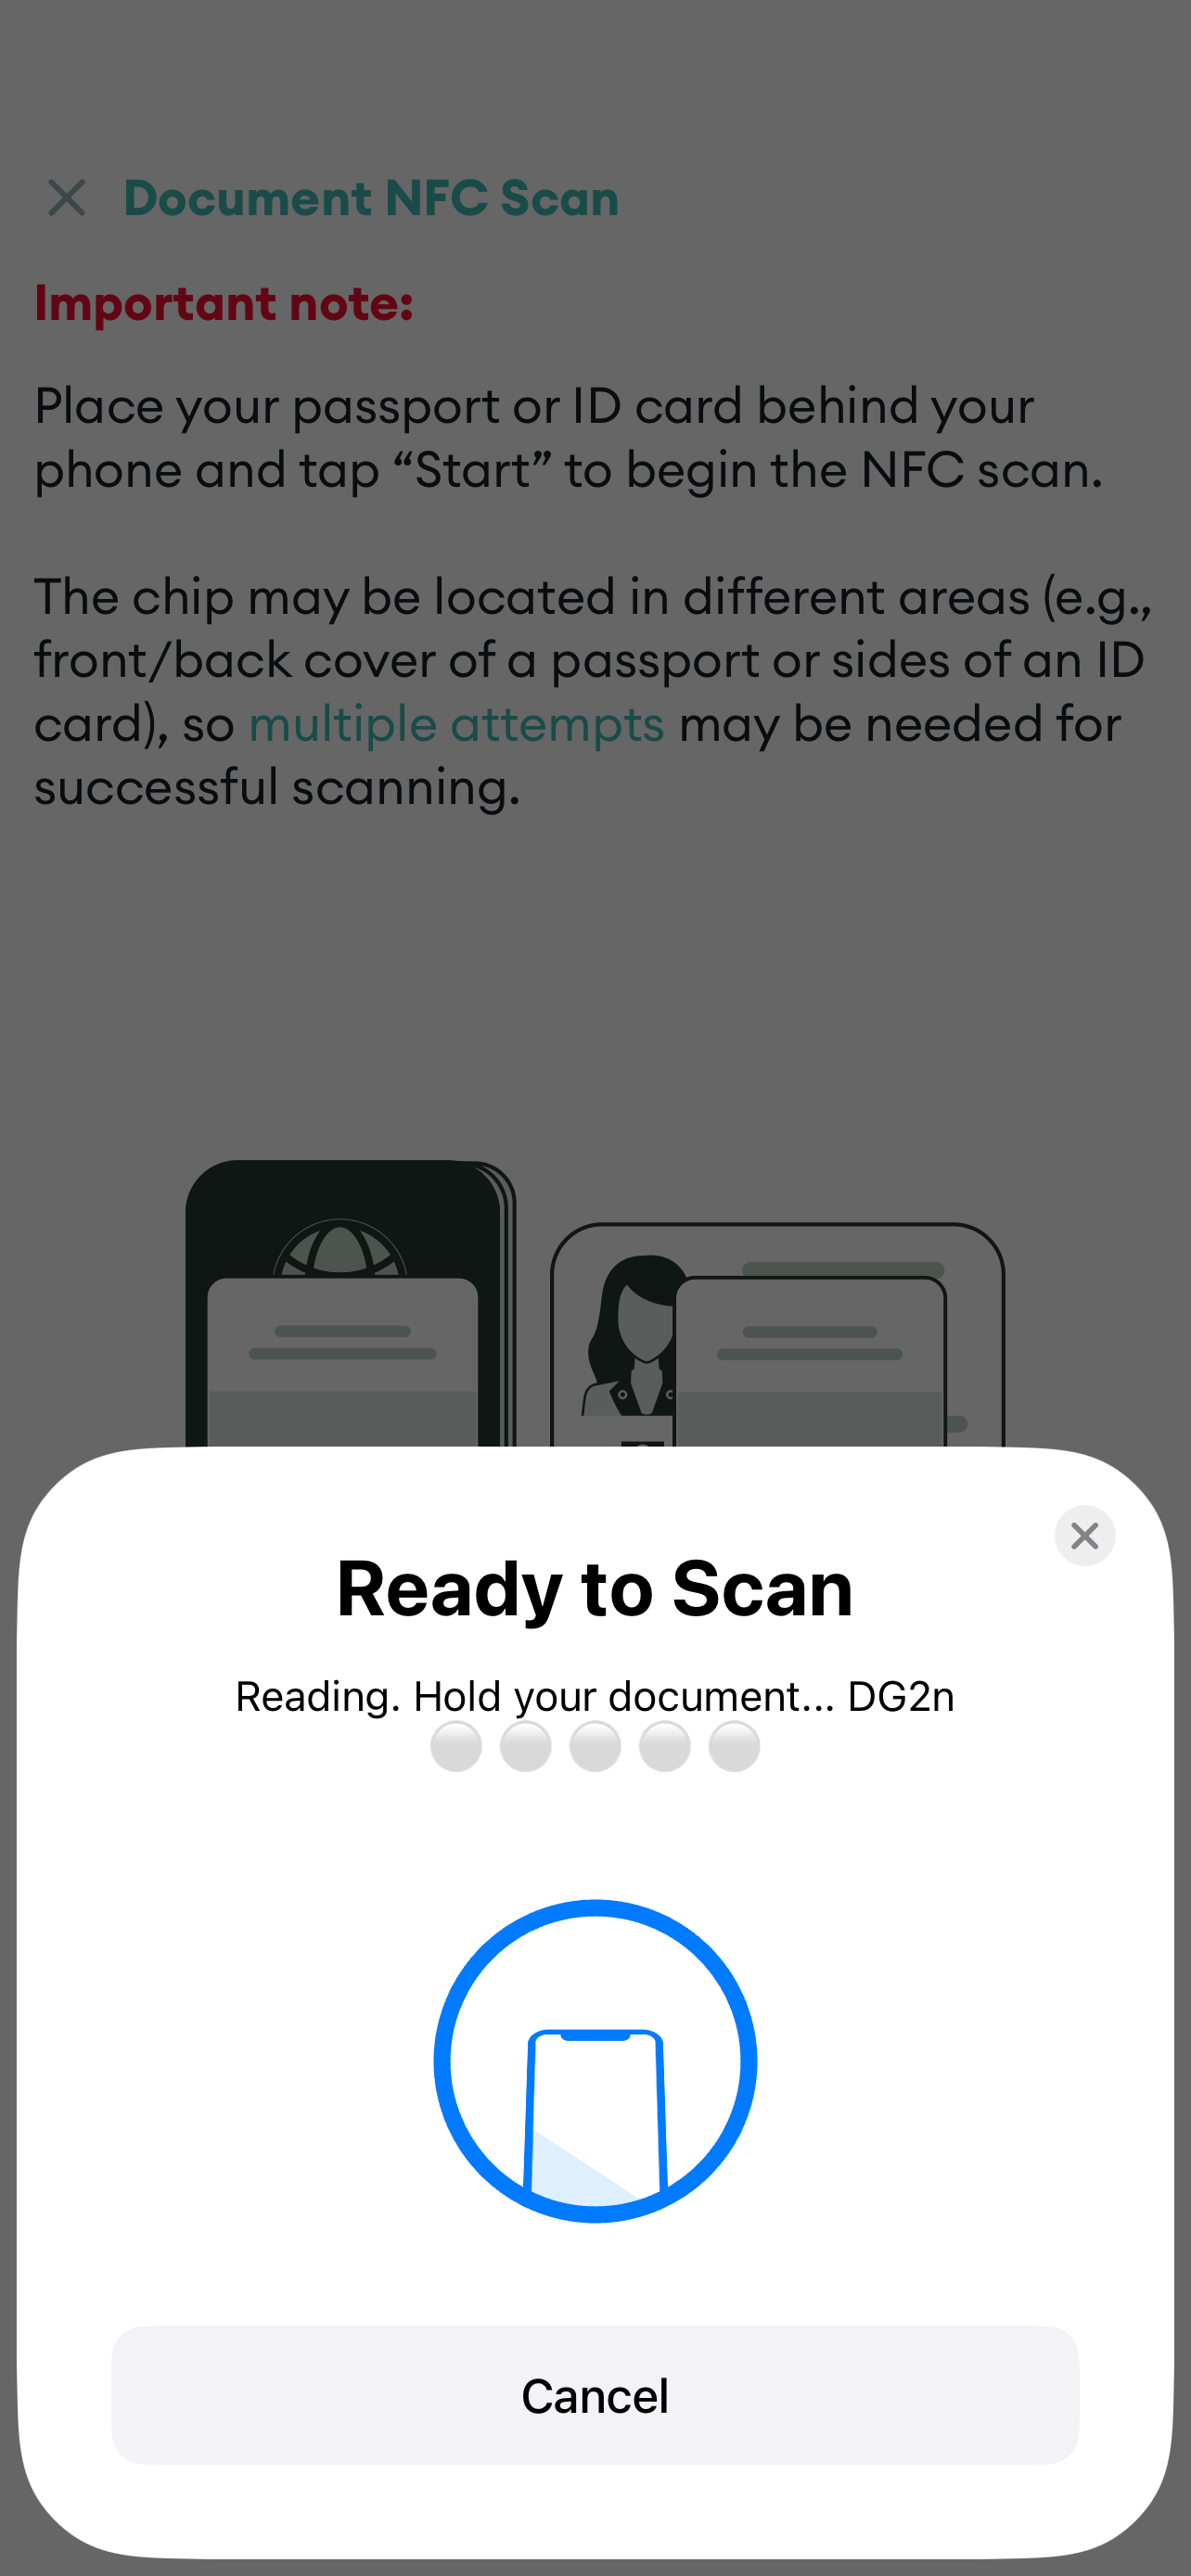 Document NFC Scan
Important note:
Place your passport or ID card behind your
phone and tap “Start” to begin the NFC scan.
The chip may be located in different areas (e.g.,
front/back cover of a passport or sides of an ID
card), so multiple attempts may be needed for
successful scanning.
Ready to Scan
Reading. Hold your document... DG2n
Cancel